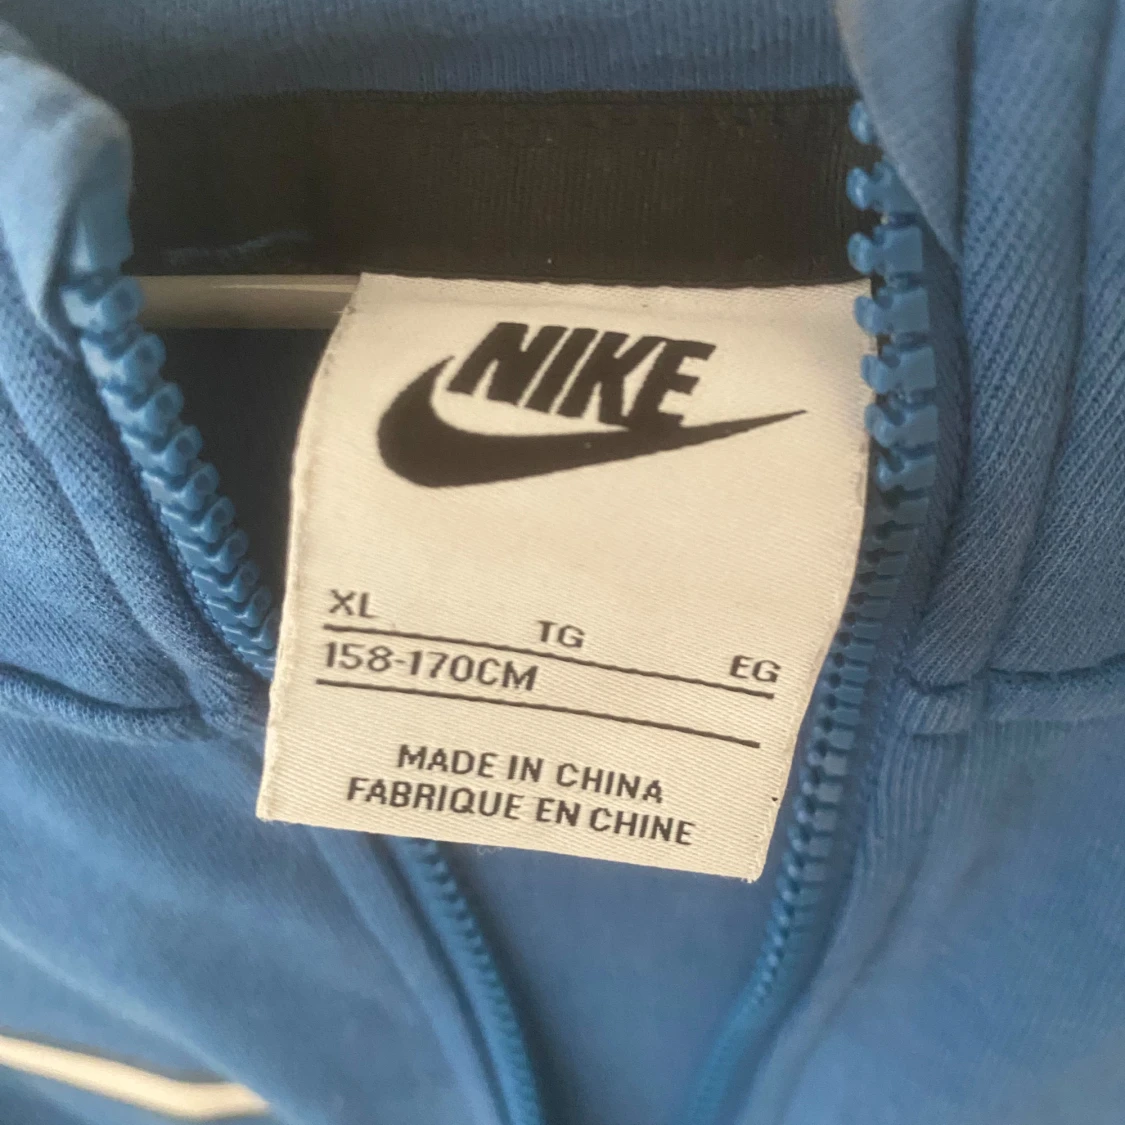 NIKE
XL TG EG
158-170CM
MADE IN CHINA
FABRIQUE EN CHINE